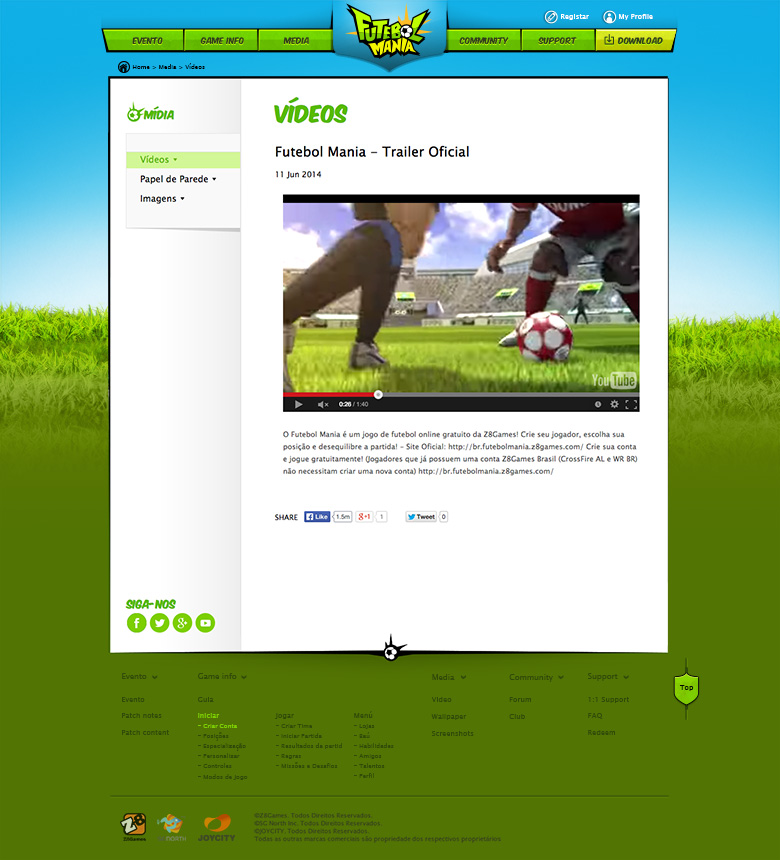 Registar
My Profile
EVENTO
GAME INFO
MEDIA
FUTEBOL
MANIA
COMMUNITY
SUPPORT
DOWNLOAD
Home > Media > Vídeos
MÍDIA
Vídeos
Papel de Parede
Imagens
VÍDEOS
Futebol Mania – Trailer Oficial
11 Jun 2014
YouTube
0:26 / 1:40
O Futebol Mania é um jogo de futebol online gratuito da Z8Games! Crie seu jogador, escolha sua
posição e desequilibre a partida! – Site Oficial: http://br.futebolmania.z8games.com/ Crie sua conta
e jogue gratuitamente! (Jogadores que já possuem uma conta Z8Games Brasil (CrossFire AL e WR BR)
não necessitam criar uma nova conta) http://br.futebolmania.z8games.com/
SHARE
Like
1.5m
g+1
1
Tweet
0
SIGA-NOS
Evento
Game info
Media
Community
Support
Top
Evento
Guia
Video
Forum
1:1 Support
Patch notes
Iniciar
Jogar
Menú
Wallpaper
Club
FAQ
Patch content
– Criar Conta
– Criar Time
– Lojas
Screenshots
Redeem
– Posições
– Iniciar Partida
– Baú
– Especialização
– Resultados de partid
– Habilidades
– Personalizar
– Regras
– Amigos
– Controles
– Missões e Desafios
– Talentos
– Modos de Jogo
– Perfil
Z8Games
NORTH
JOYCITY
©Z8Games. Todos Direitos Reservados.
©SC North Inc. Todos Direitos Reservados.
©JOYCITY. Todos Direitos Reservados.
Todas as outras marcas comerciais são propriedade dos respectivos proprietários